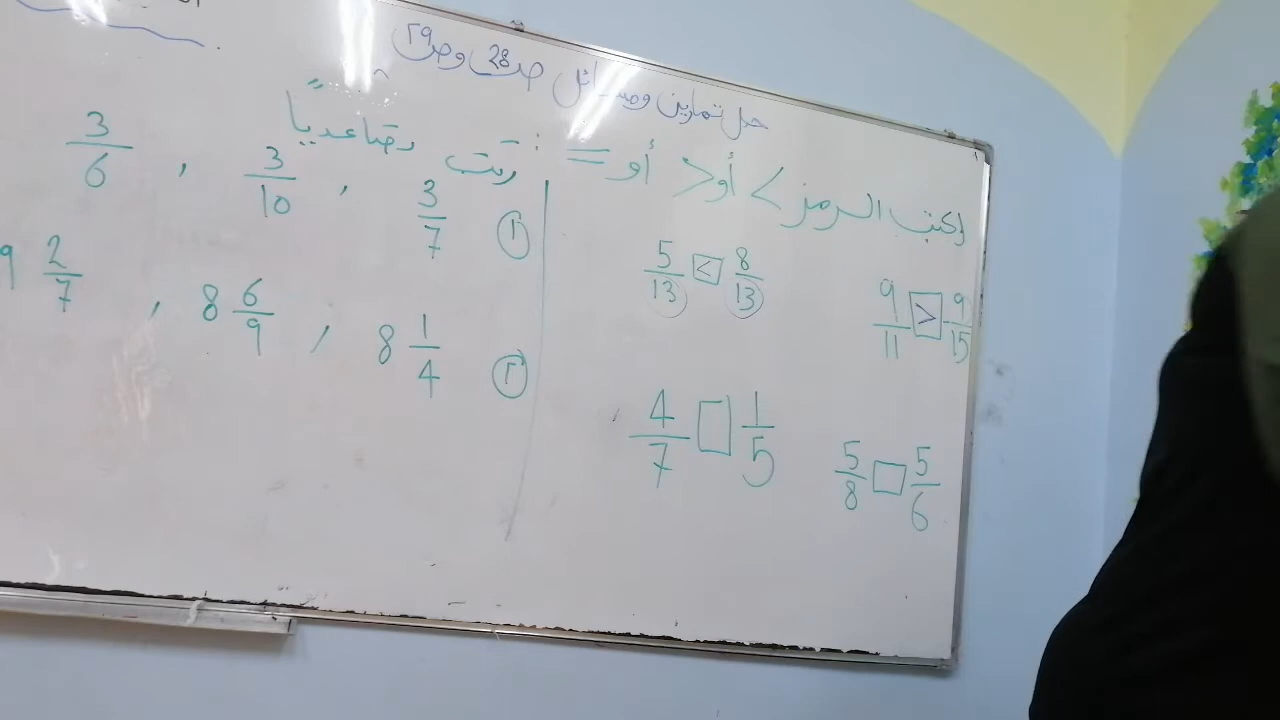 حل تمارين ومسائل ص28 وص29
اكتب الرمز > أو < أو =
9/11 > 9/15
5/13 < 8/13
5/8 □ 5/6
4/7 □ 1/5
رتب تصاعدياً :
① 3/7 , 3/10 , 3/6
② 8 1/4 , 8 6/9 , 9 2/7